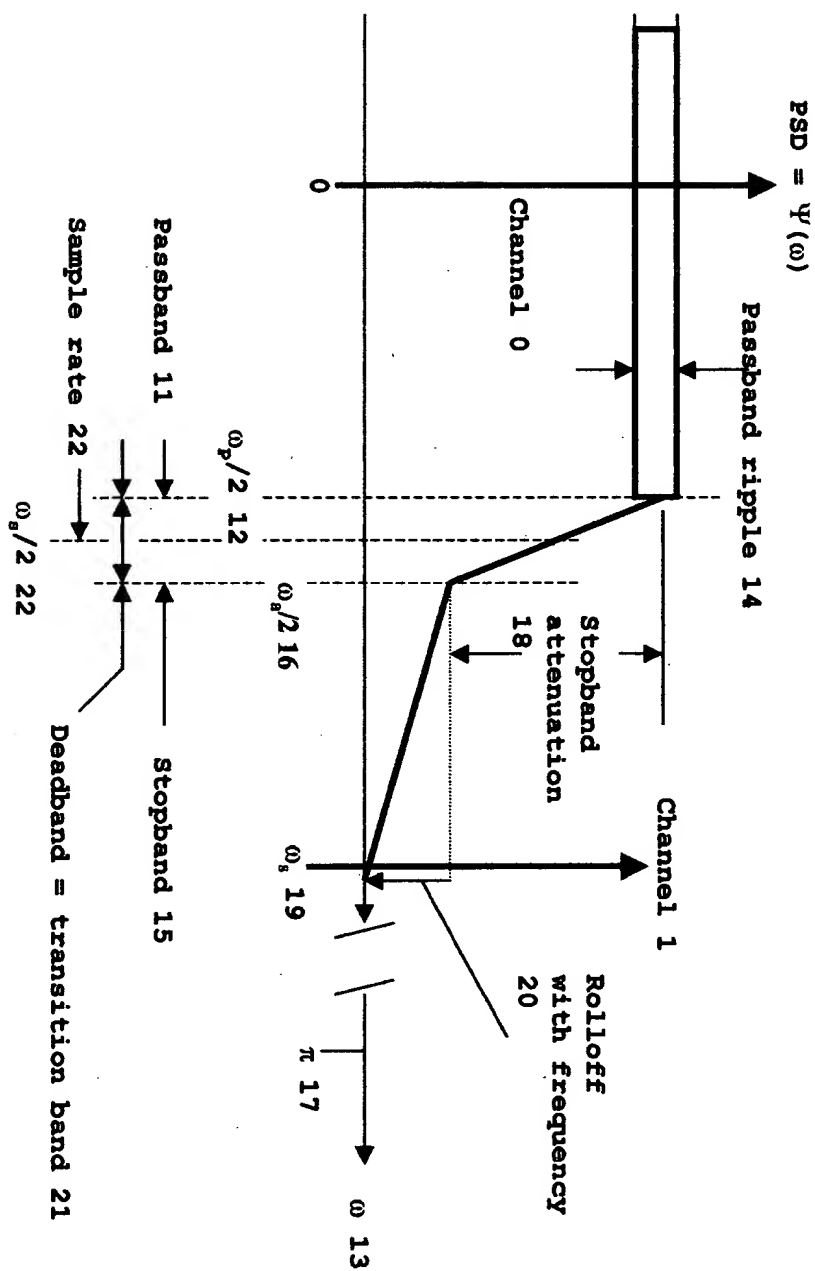 PSD = Ψ(ω)
Passband ripple 14
Channel 1
Channel 0
Stopband
attenuation
18
Rolloff
with frequency
20
0
ωp/2 12
ωs/2 16
ωs 19
π 17
ω 13
Passband 11
Stopband 15
Sample rate 22
ωs/2 22
Deadband = transition band 21